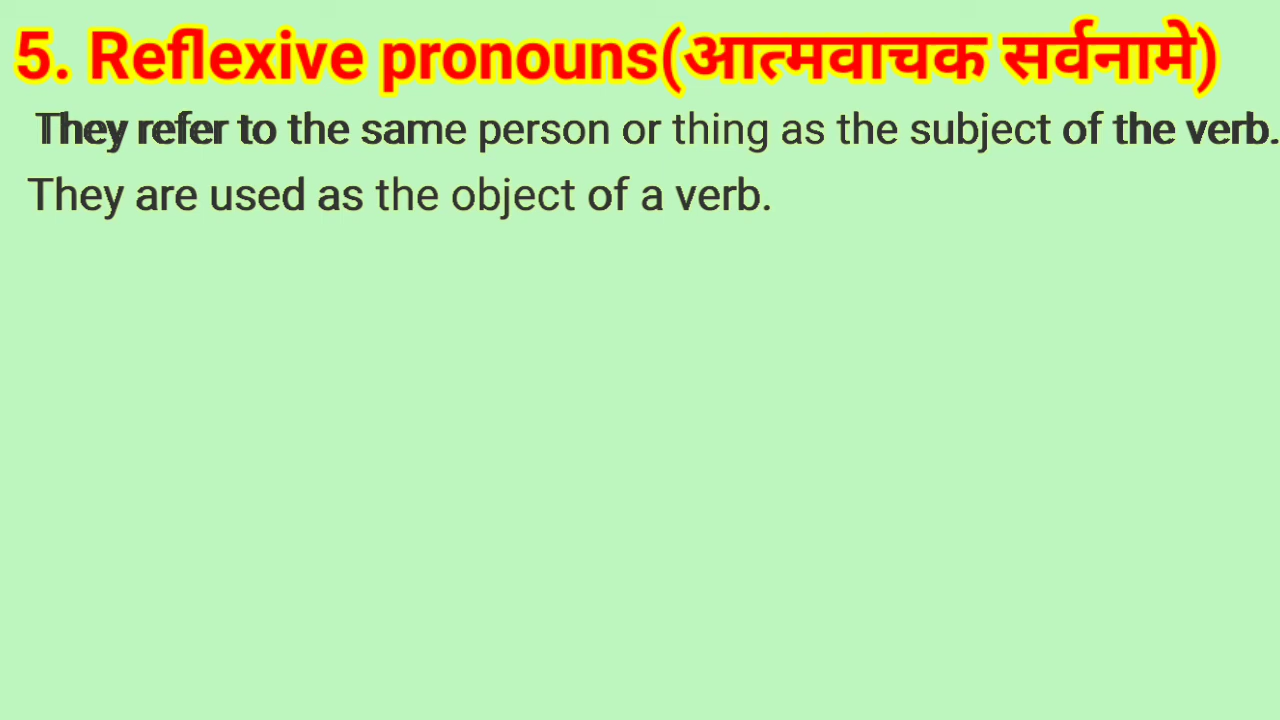 5. Reflexive pronouns(आत्मवाचक सर्वनामे)
They refer to the same person or thing as the subject of the verb.
They are used as the object of a verb.